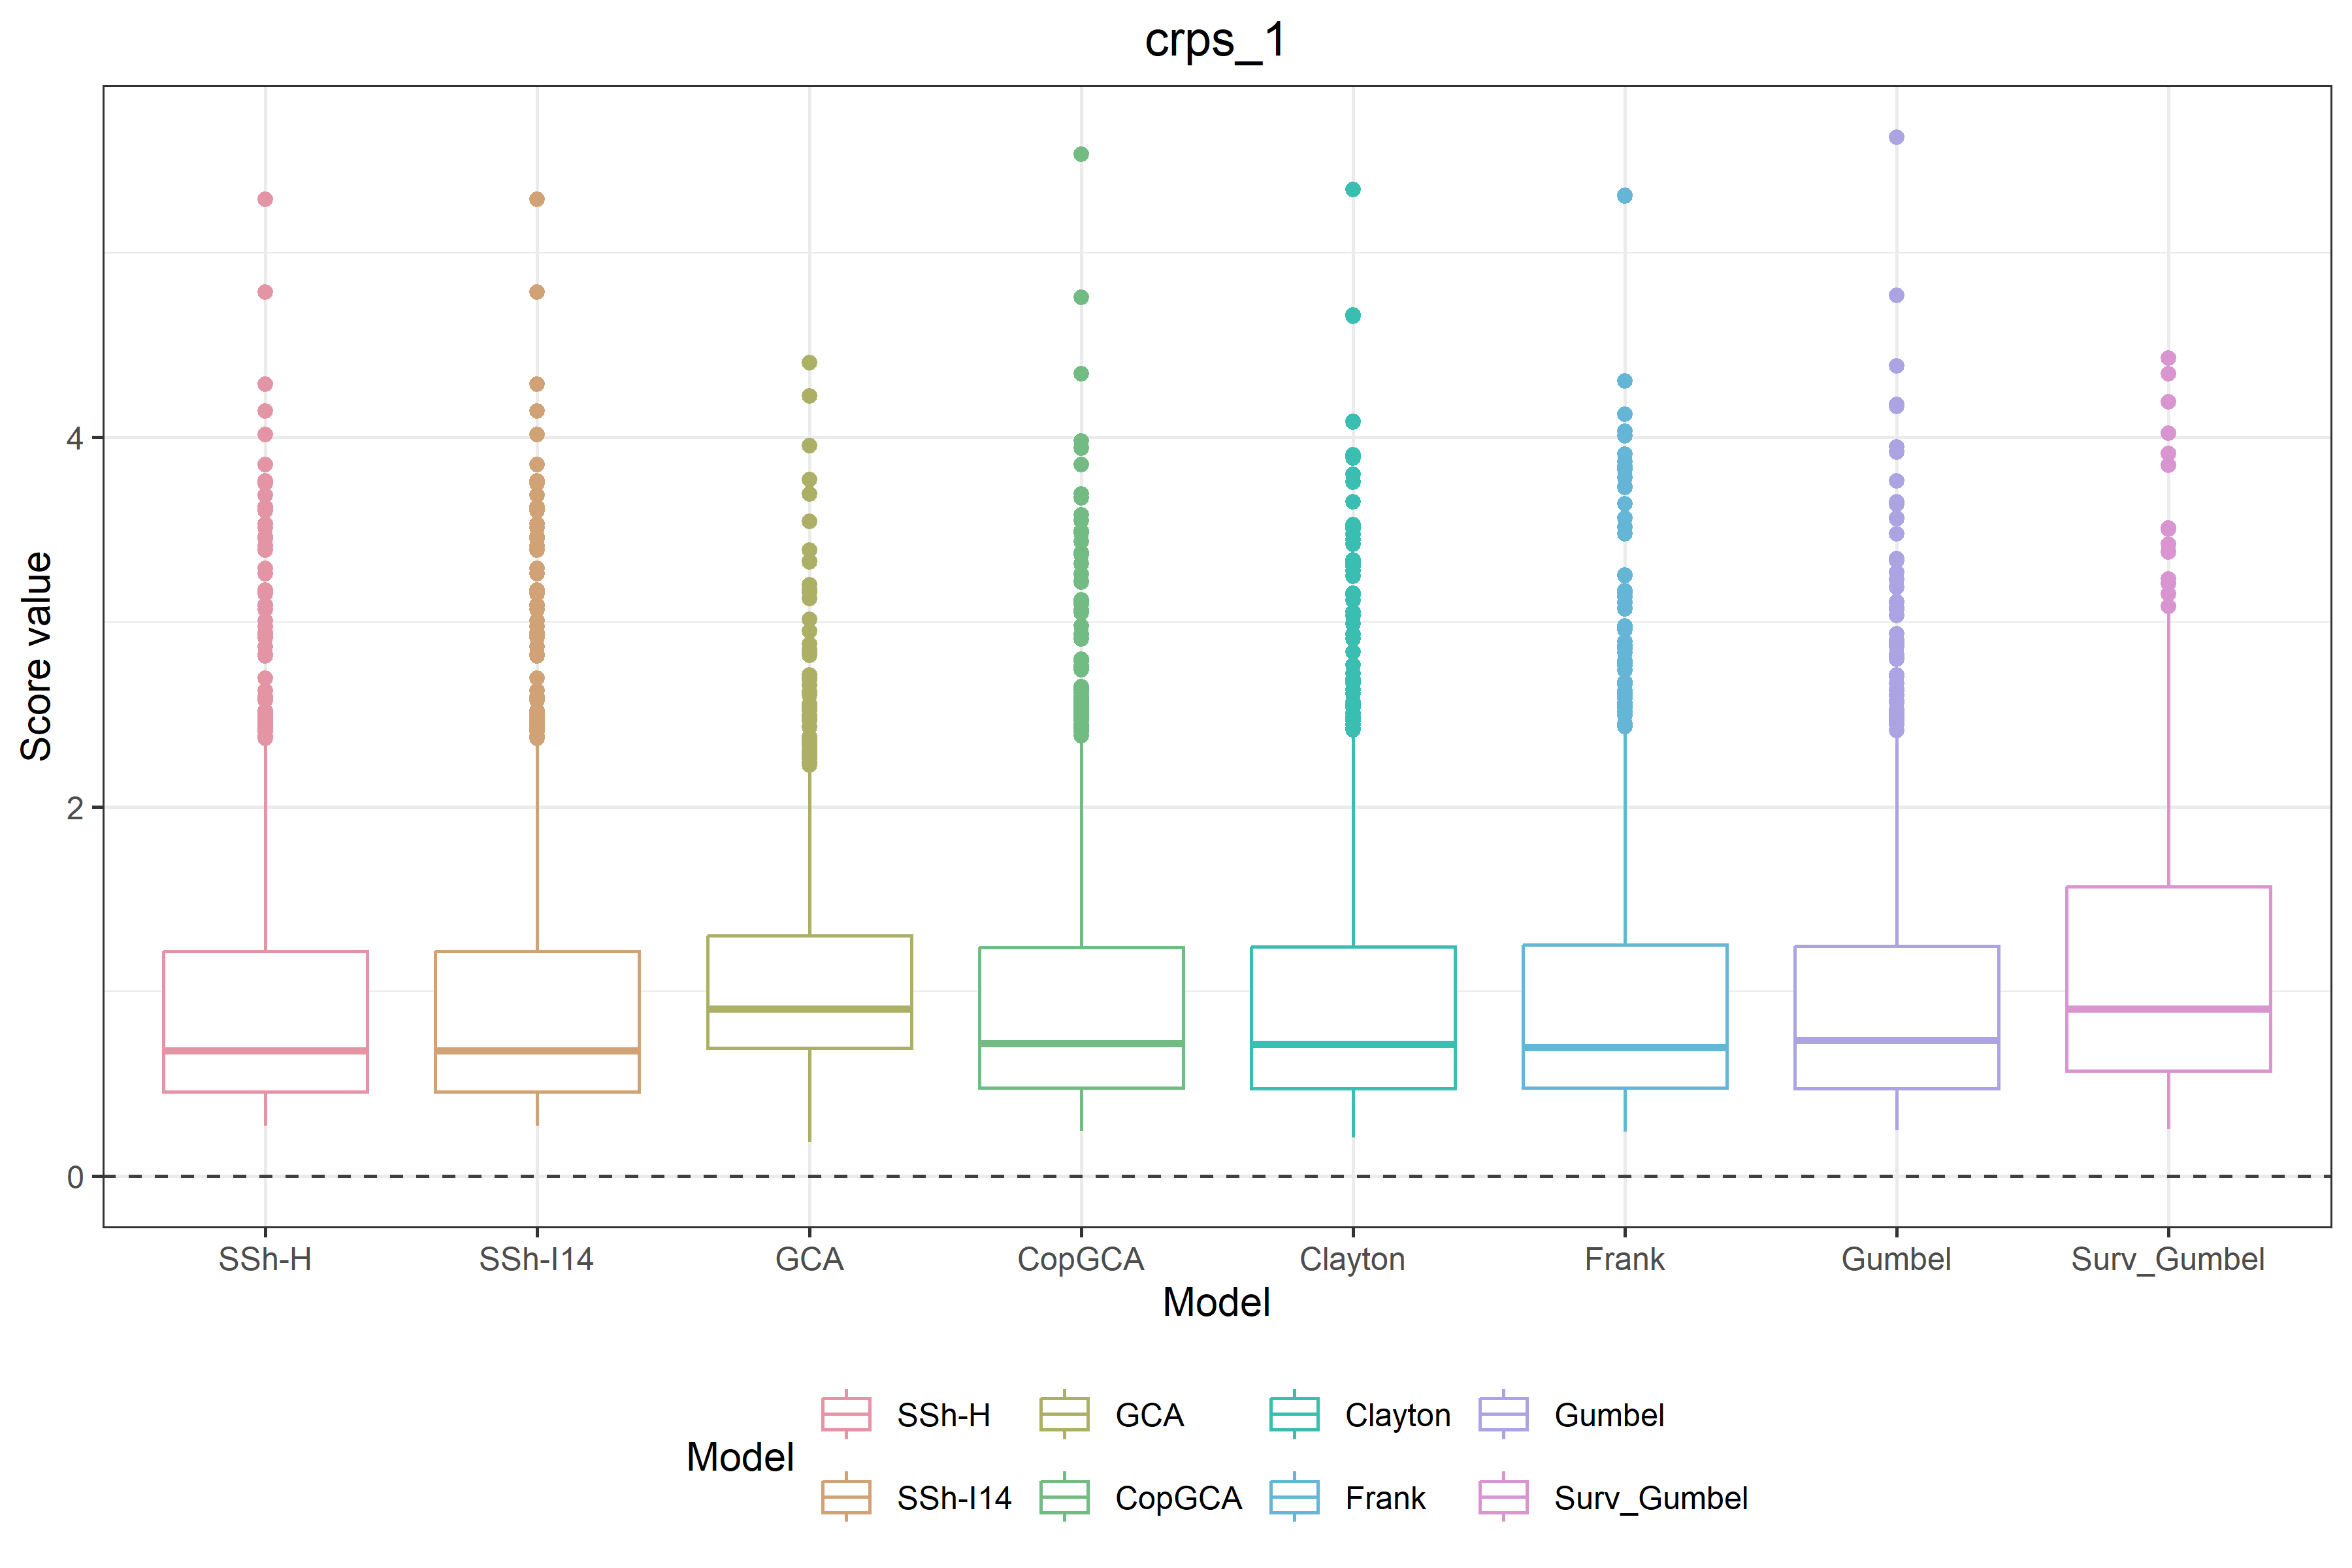 crps_1
Score value
4
2
0
SSh-H SSh-I14 GCA CopGCA Clayton Frank Gumbel Surv_Gumbel
Model
Model
SSh-H GCA Clayton Gumbel
SSh-I14 CopGCA Frank Surv_Gumbel